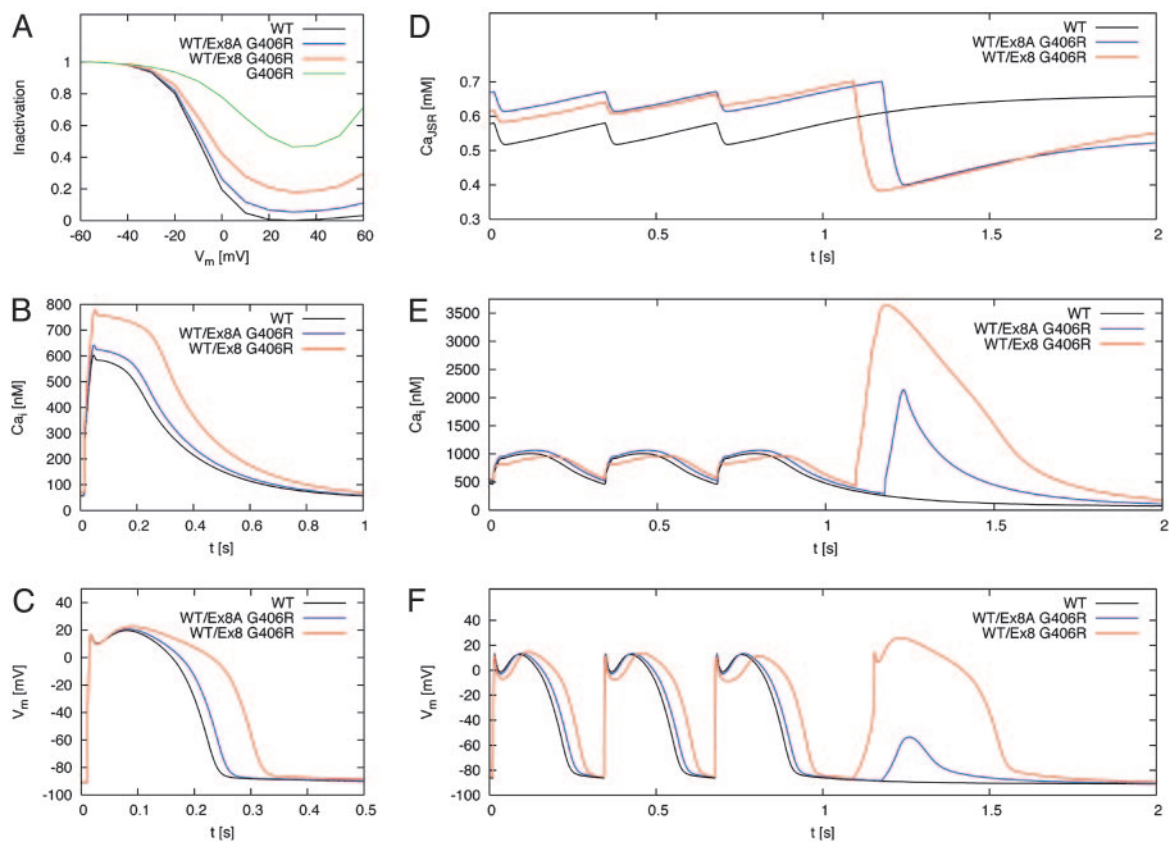 A
WT
WT/Ex8A G406R
WT/Ex8 G406R
G406R
Inactivation
1
0.8
0.6
0.4
0.2
0
-60 -40 -20 0 20 40 60
V_m [mV]
B
WT
WT/Ex8A G406R
WT/Ex8 G406R
Ca_i [nM]
800
700
600
500
400
300
200
100
0
0 0.2 0.4 0.6 0.8 1
t [s]
C
WT
WT/Ex8A G406R
WT/Ex8 G406R
V_m [mV]
40
20
0
-20
-40
-60
-80
-100
0 0.1 0.2 0.3 0.4 0.5
t [s]
D
WT
WT/Ex8A G406R
WT/Ex8 G406R
Ca_JSR [mM]
0.7
0.6
0.5
0.4
0.3
0 0.5 1 1.5 2
t [s]
E
WT
WT/Ex8A G406R
WT/Ex8 G406R
Ca_i [nM]
3500
3000
2500
2000
1500
1000
500
0
0 0.5 1 1.5 2
t [s]
F
WT
WT/Ex8A G406R
WT/Ex8 G406R
V_m [mV]
40
20
0
-20
-40
-60
-80
-100
0 0.5 1 1.5 2
t [s]